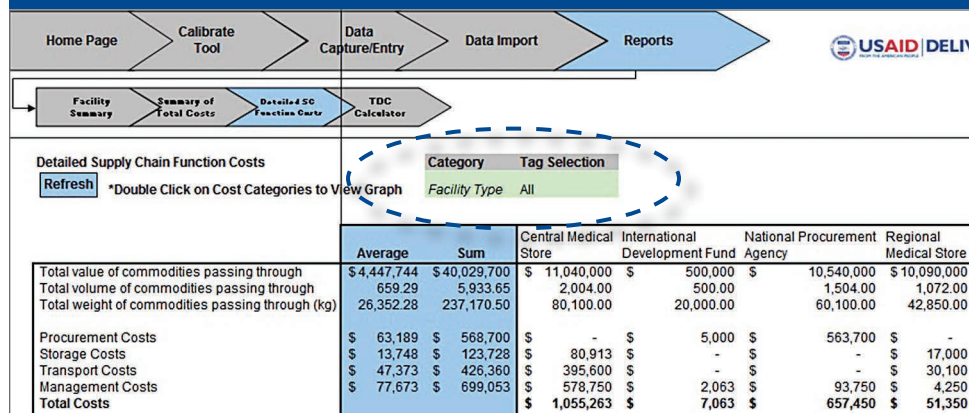 Home Page
Calibrate
Tool
Data
Capture/Entry
Data Import
Reports
USAID DELIV
FROM THE AMERICAN PEOPLE
Facility
Summary
Summary of
Total Costs
Detailed SC
Function Costs
TDC
Calculator
Detailed Supply Chain Function Costs
Category Tag Selection
Refresh *Double Click on Cost Categories to View Graph Facility Type All
Central Medical International National Procurement Regional
Average Sum Store Development Fund Agency Medical Store
Total value of commodities passing through $4,447,744 $40,029,700 $ 11,040,000 $ 500,000 $ 10,540,000 $10,090,000
Total volume of commodities passing through 659.29 5,933.65 2,004.00 500.00 1,504.00 1,072.00
Total weight of commodities passing through (kg) 26,352.28 237,170.50 80,100.00 20,000.00 60,100.00 42,850.00
Procurement Costs $ 63,189 $ 568,700 $ - $ 5,000 $ 563,700 $ -
Storage Costs $ 13,748 $ 123,728 $ 80,913 $ - $ - $ 17,000
Transport Costs $ 47,373 $ 426,360 $ 395,600 $ - $ - $ 30,100
Management Costs $ 77,673 $ 699,053 $ 578,750 $ 2,063 $ 93,750 $ 4,250
Total Costs $ 1,055,263 $ 7,063 $ 657,450 $ 51,350